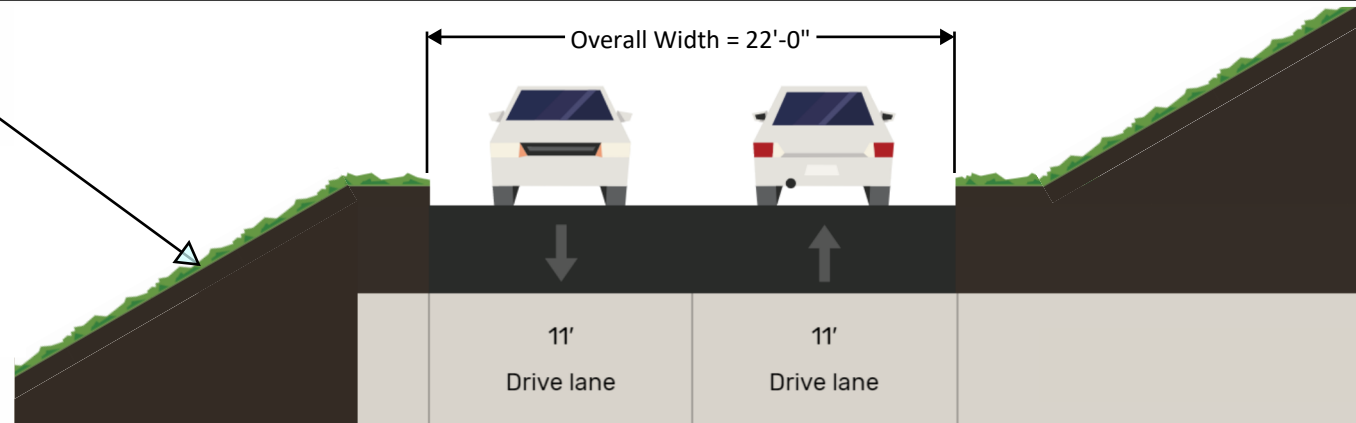 Overall Width = 22'-0"
11′ 11′
Drive lane Drive lane